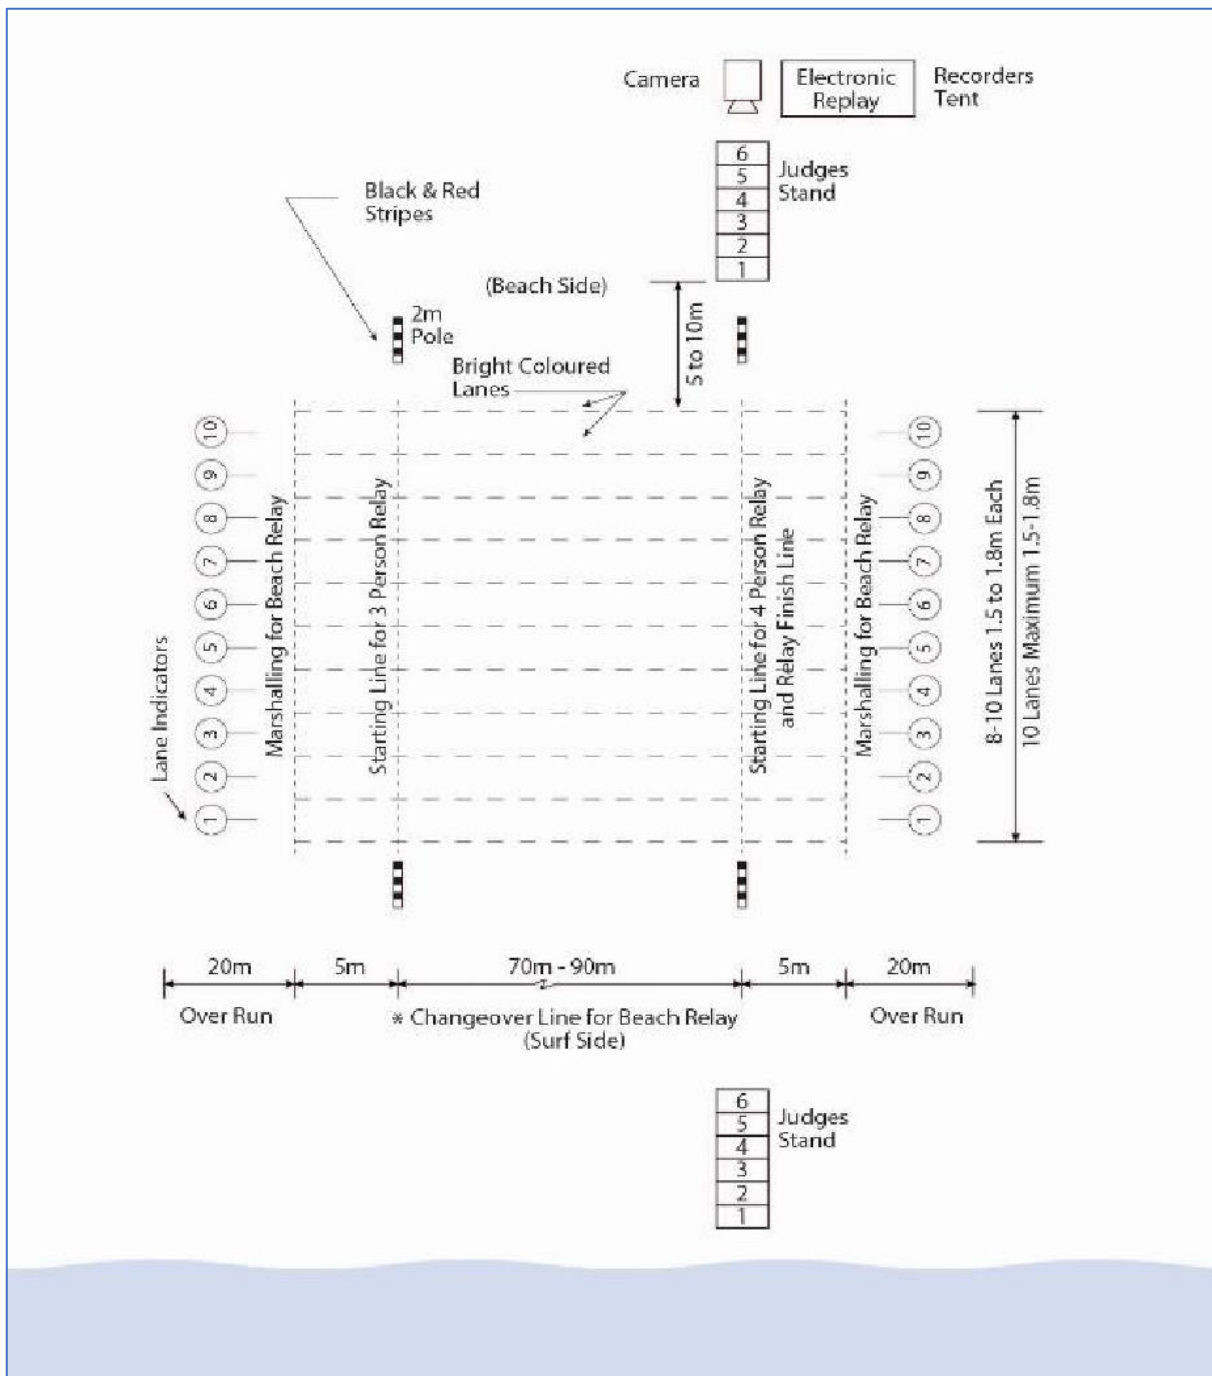 Camera
Electronic
Replay
Recorders
Tent
6
5
4
3
2
1
Judges
Stand
Black & Red
Stripes
(Beach Side)
2m
Pole
5 to 10m
Bright Coloured
Lanes
10
9
8
7
6
5
4
3
2
1
Lane Indicators
Marshalling for Beach Relay
Starting Line for 3 Person Relay
Starting Line for 4 Person Relay
and Relay Finish Line
Marshalling for Beach Relay
10
9
8
7
6
5
4
3
2
1
8-10 Lanes 1.5 to 1.8m Each
10 Lanes Maximum 1.5-1.8m
20m
5m
70m - 90m
5m
20m
Over Run
* Changeover Line for Beach Relay
(Surf Side)
Over Run
6
5
4
3
2
1
Judges
Stand